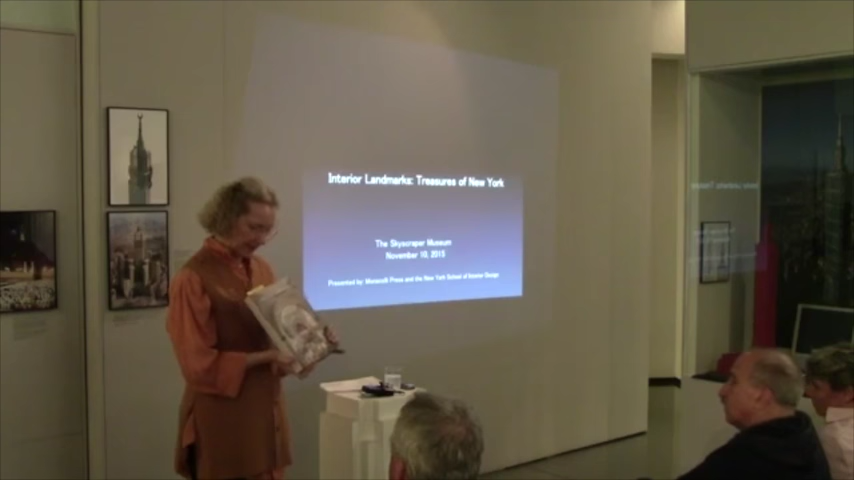 Interior Landmarks: Treasures of New York
The Skyscraper Museum
November 10, 2015
Presented by: Monacelli Press and the New York School of Interior Design